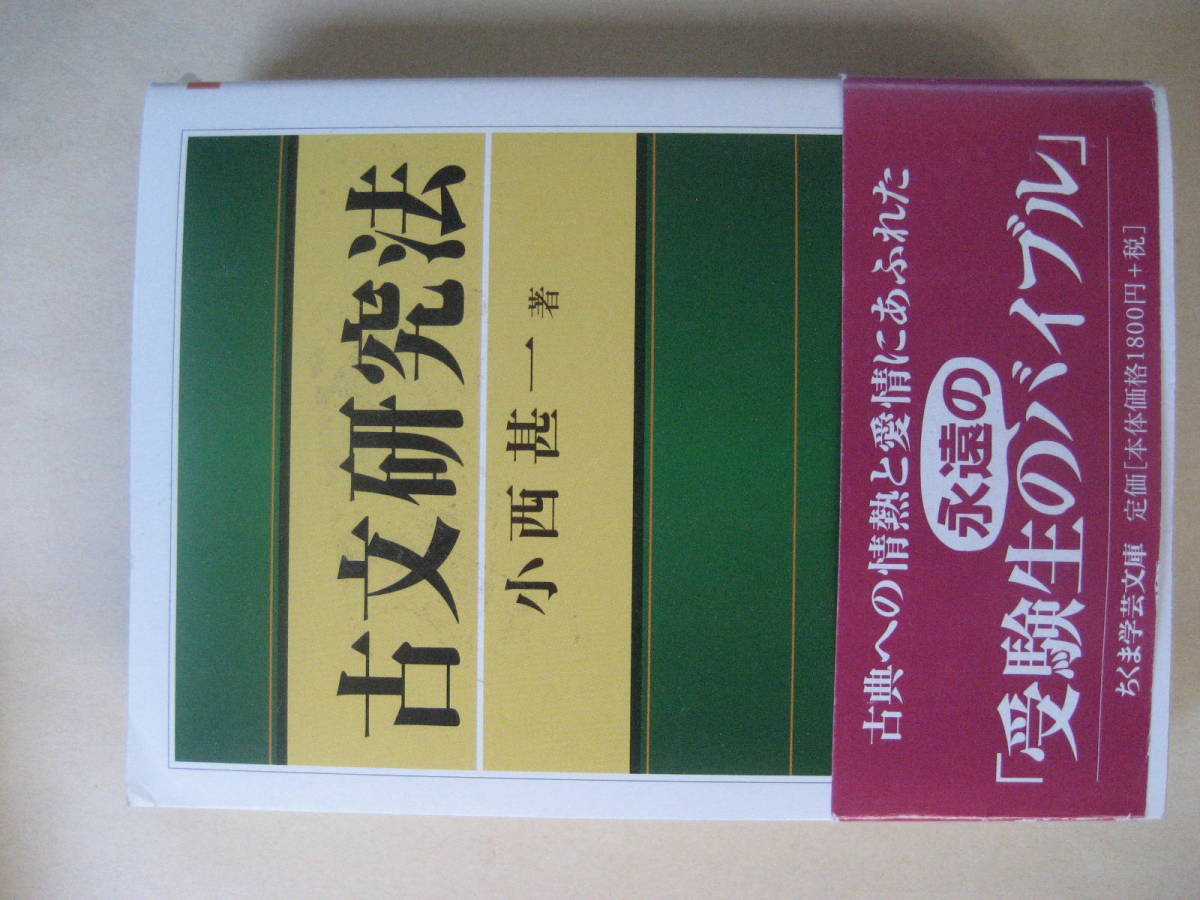 古文研究法
小西甚一 著
古典への情熱と愛情にあふれた
永遠の
「受験生のバイブル」
ちくま学芸文庫 定価[本体価格1800円+税]